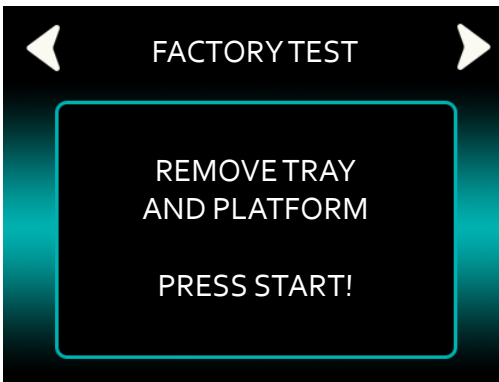 FACTORY TEST
REMOVE TRAY
AND PLATFORM
PRESS START!